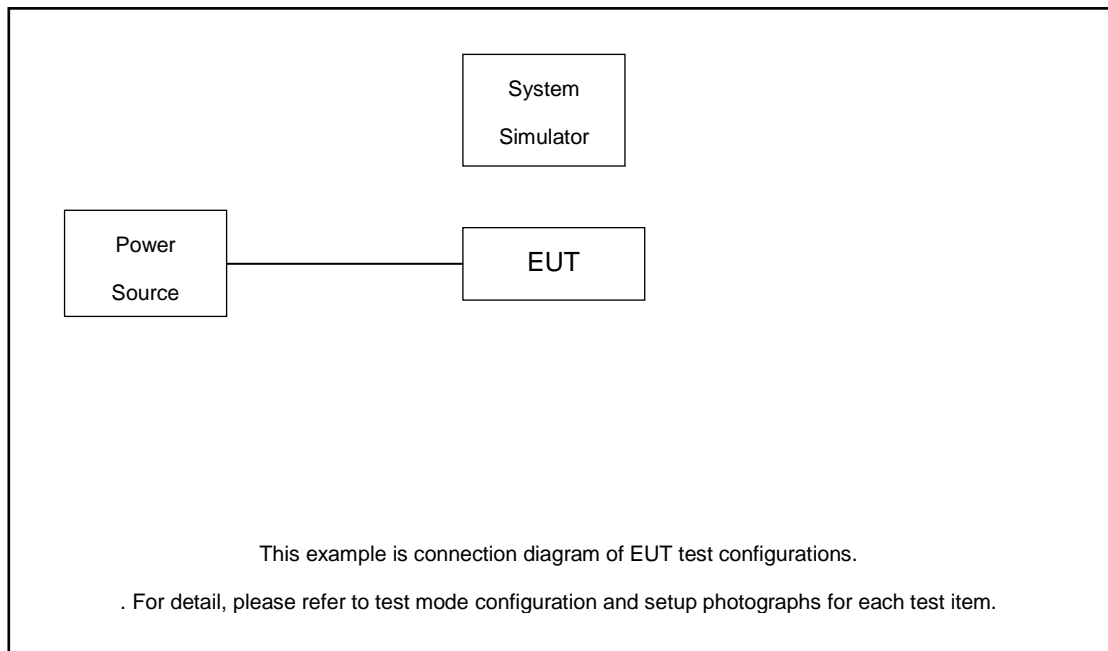 System
Simulator
Power
Source
EUT
This example is connection diagram of EUT test configurations.
. For detail, please refer to test mode configuration and setup photographs for each test item.